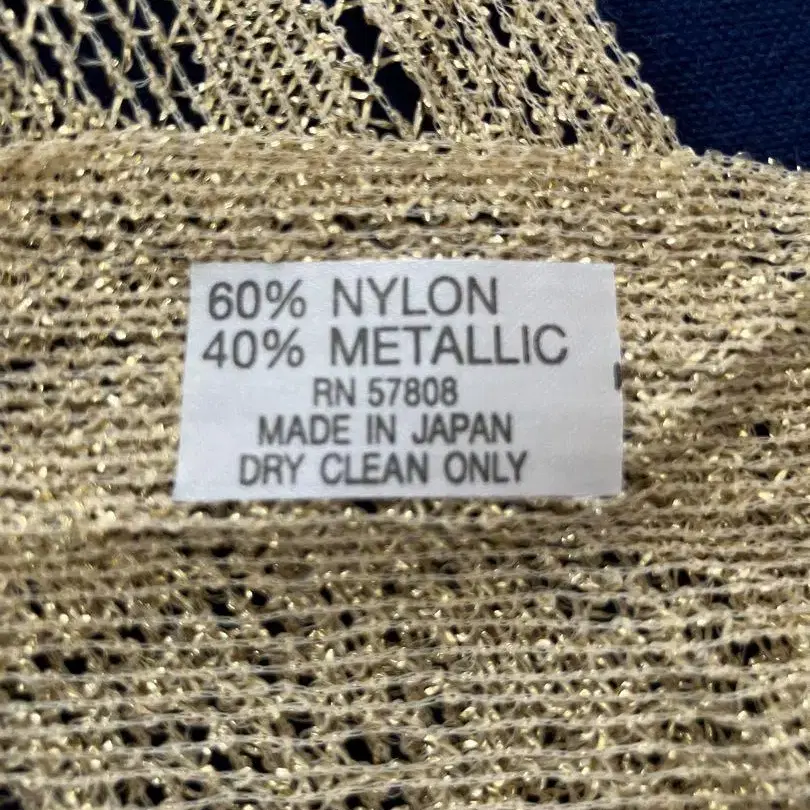 60% NYLON
40% METALLIC
RN 57808
MADE IN JAPAN
DRY CLEAN ONLY